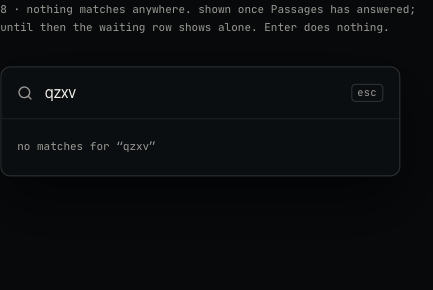 8 · nothing matches anywhere. shown once Passages has answered;
until then the waiting row shows alone. Enter does nothing.
qzxv
esc
no matches for “qzxv”